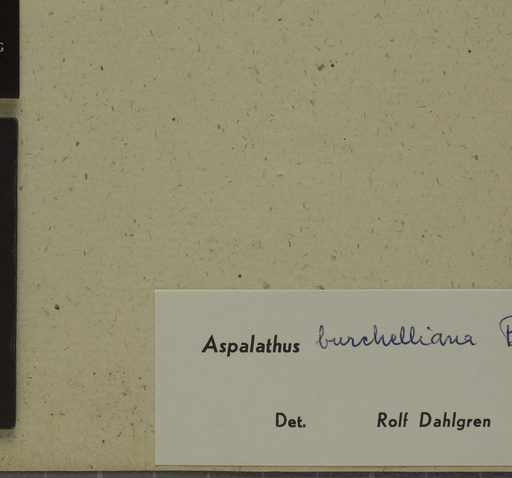 Aspalathus burchelliana
Det. Rolf Dahlgren